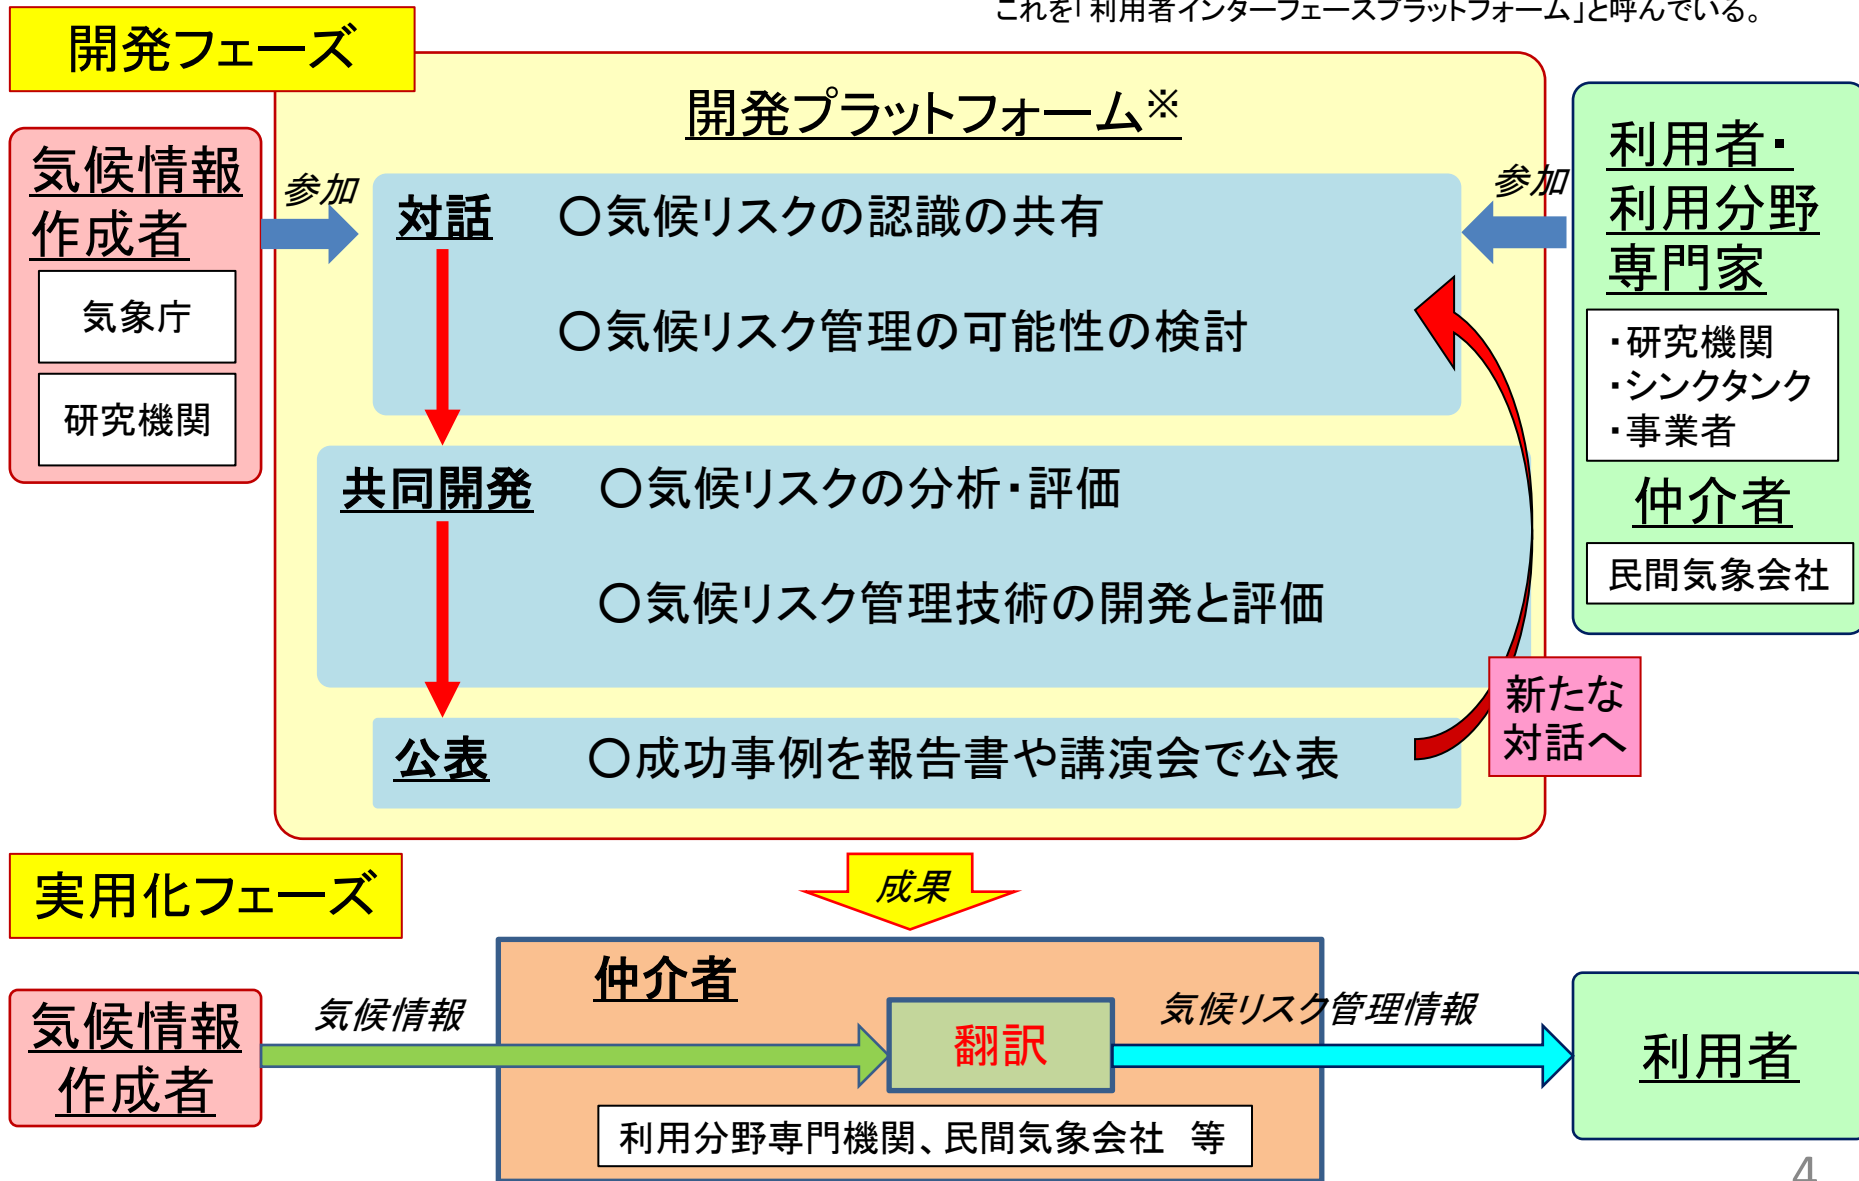 これを「利用者インターフェースプラットフォーム」と呼んでいる。
開発フェーズ
開発プラットフォーム※
気候情報
作成者
気象庁
研究機関
参加
対話 〇気候リスクの認識の共有
〇気候リスク管理の可能性の検討
共同開発 〇気候リスクの分析・評価
〇気候リスク管理技術の開発と評価
公表 〇成功事例を報告書や講演会で公表
新たな
対話へ
参加
利用者・
利用分野
専門家
・研究機関
・シンクタンク
・事業者
仲介者
民間気象会社
成果
実用化フェーズ
気候情報
作成者
気候情報
仲介者
翻訳
利用分野専門機関、民間気象会社 等
気候リスク管理情報
利用者
4